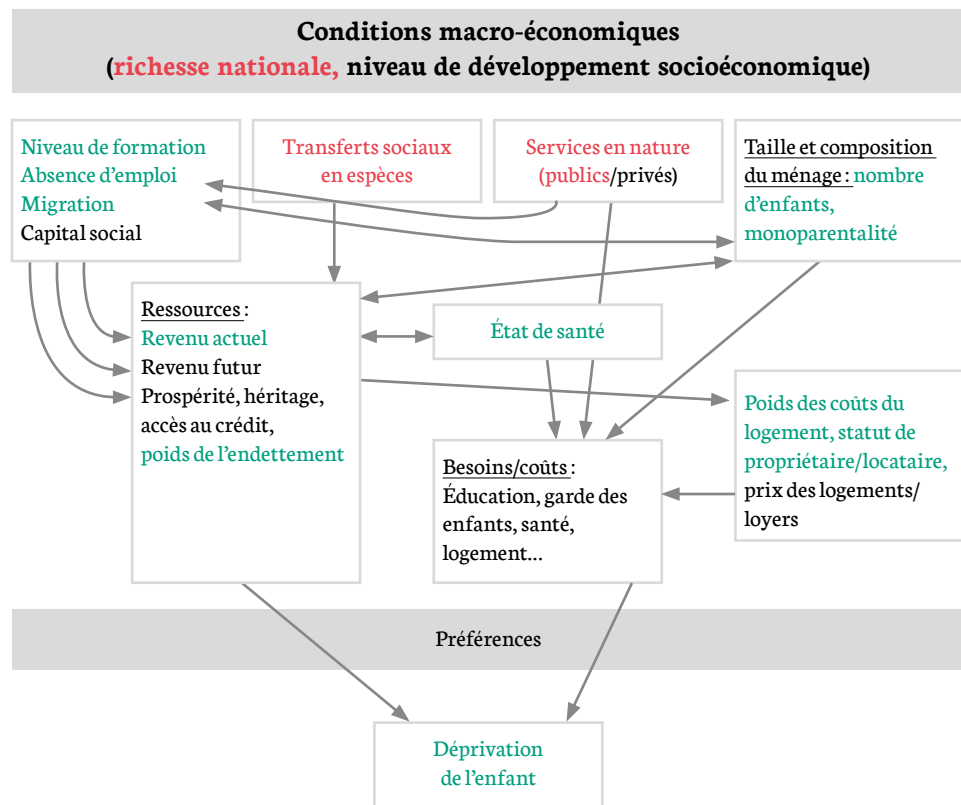 Conditions macro-économiques
(richesse nationale, niveau de développement socioéconomique)
Niveau de formation
Absence d'emploi
Migration
Capital social
Transferts sociaux
en espèces
Services en nature
(publics/privés)
Taille et composition
du ménage : nombre
d'enfants,
monoparentalité
Ressources :
Revenu actuel
Revenu futur
Prospérité, héritage,
accès au crédit,
poids de l'endettement
État de santé
Poids des coûts du
logement, statut de
propriétaire/locataire,
prix des logements/
loyers
Besoins/coûts :
Éducation, garde des
enfants, santé,
logement...
Préférences
Déprivation
de l'enfant